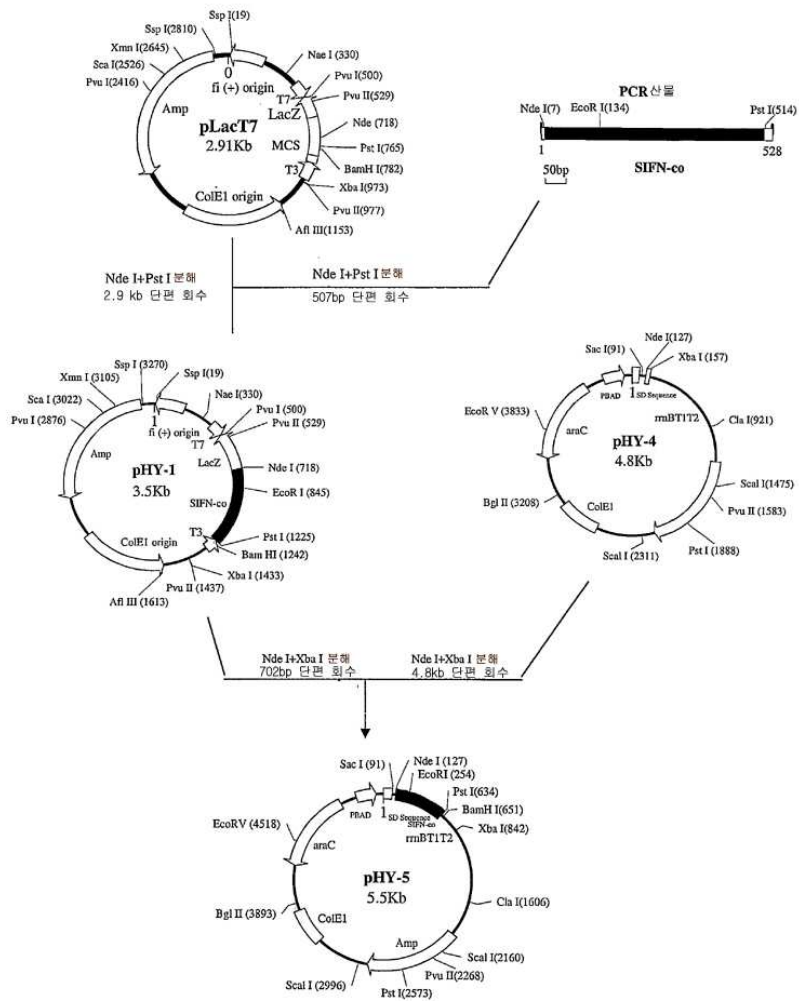 Ssp I(19)
Ssp I(2810)
Xmn I(2645)
Sca I(2526)
Pvu I(2416)
Nae I(330)
0
fi (+) origin
Pvu I(500)
T7
Pvu II(529)
LacZ
Amp
pLacT7
2.91Kb
Nde (718)
MCS
Pst I(765)
BamH I(782)
T3
Xba I(973)
ColE1 origin
Pvu II(977)
Afl III(1153)
PCR산물
Nde I(7)
EcoR I(134)
Pst I(514)
1
528
50bp
SIFN-co
Nde I+Pst I 분해
2.9 kb 단편 회수
Nde I+Pst I 분해
507bp 단편 회수
Ssp I(3270)
Ssp I(19)
Xmn I(3105)
Sca I(3022)
Pvu I(2876)
Nae I(330)
1
fi (+) origin
Pvu I (500)
T7
Pvu II (529)
LacZ
Amp
pHY-1
3.5Kb
Nde I(718)
EcoR I(845)
SIFN-co
T3
Pst I(1225)
Bam HI(1242)
ColE1 origin
Xba I(1433)
Pvu II(1437)
Afl III(1613)
Nde I(127)
Sac I(91)
Xba I(157)
PBAD
1 SD Sequence
rrnBT1T2
EcoR V(3833)
araC
Cla I(921)
pHY-4
4.8Kb
Scal I(1475)
Bgl II(3208)
ColE1
Pvu II(1583)
Scal I(2311)
Pst I(1888)
Nde I+Xba I 분해
702bp 단편 회수
Nde I+Xba I 분해
4.8kb 단편 회수
Sac I(91)
Nde I (127)
EcoRI (254)
Pst I(634)
BamH I(651)
PBAD
1 SD Sequence
SIFN-co
rrnBT1T2
Xba I(842)
EcoRV (4518)
araC
pHY-5
5.5Kb
Cla I(1606)
Bgl II(3893)
ColE1
Amp
Scal I(2160)
Pvu II(2268)
Scal I(2996)
Pst I(2573)